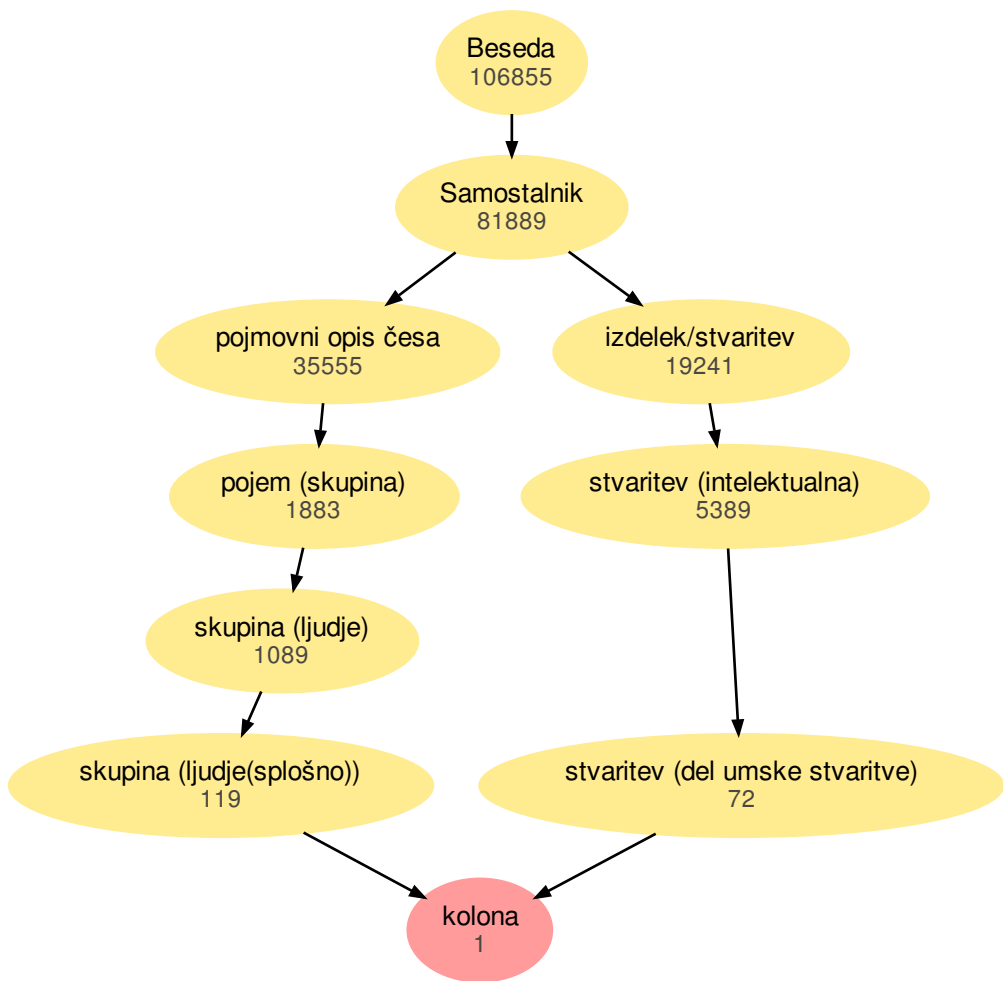 Beseda
106855
Samostalnik
81889
pojmovni opis česa
35555
izdelek/stvaritev
19241
pojem (skupina)
1883
stvaritev (intelektualna)
5389
skupina (ljudje)
1089
skupina (ljudje(splošno))
119
stvaritev (del umske stvaritve)
72
kolona
1